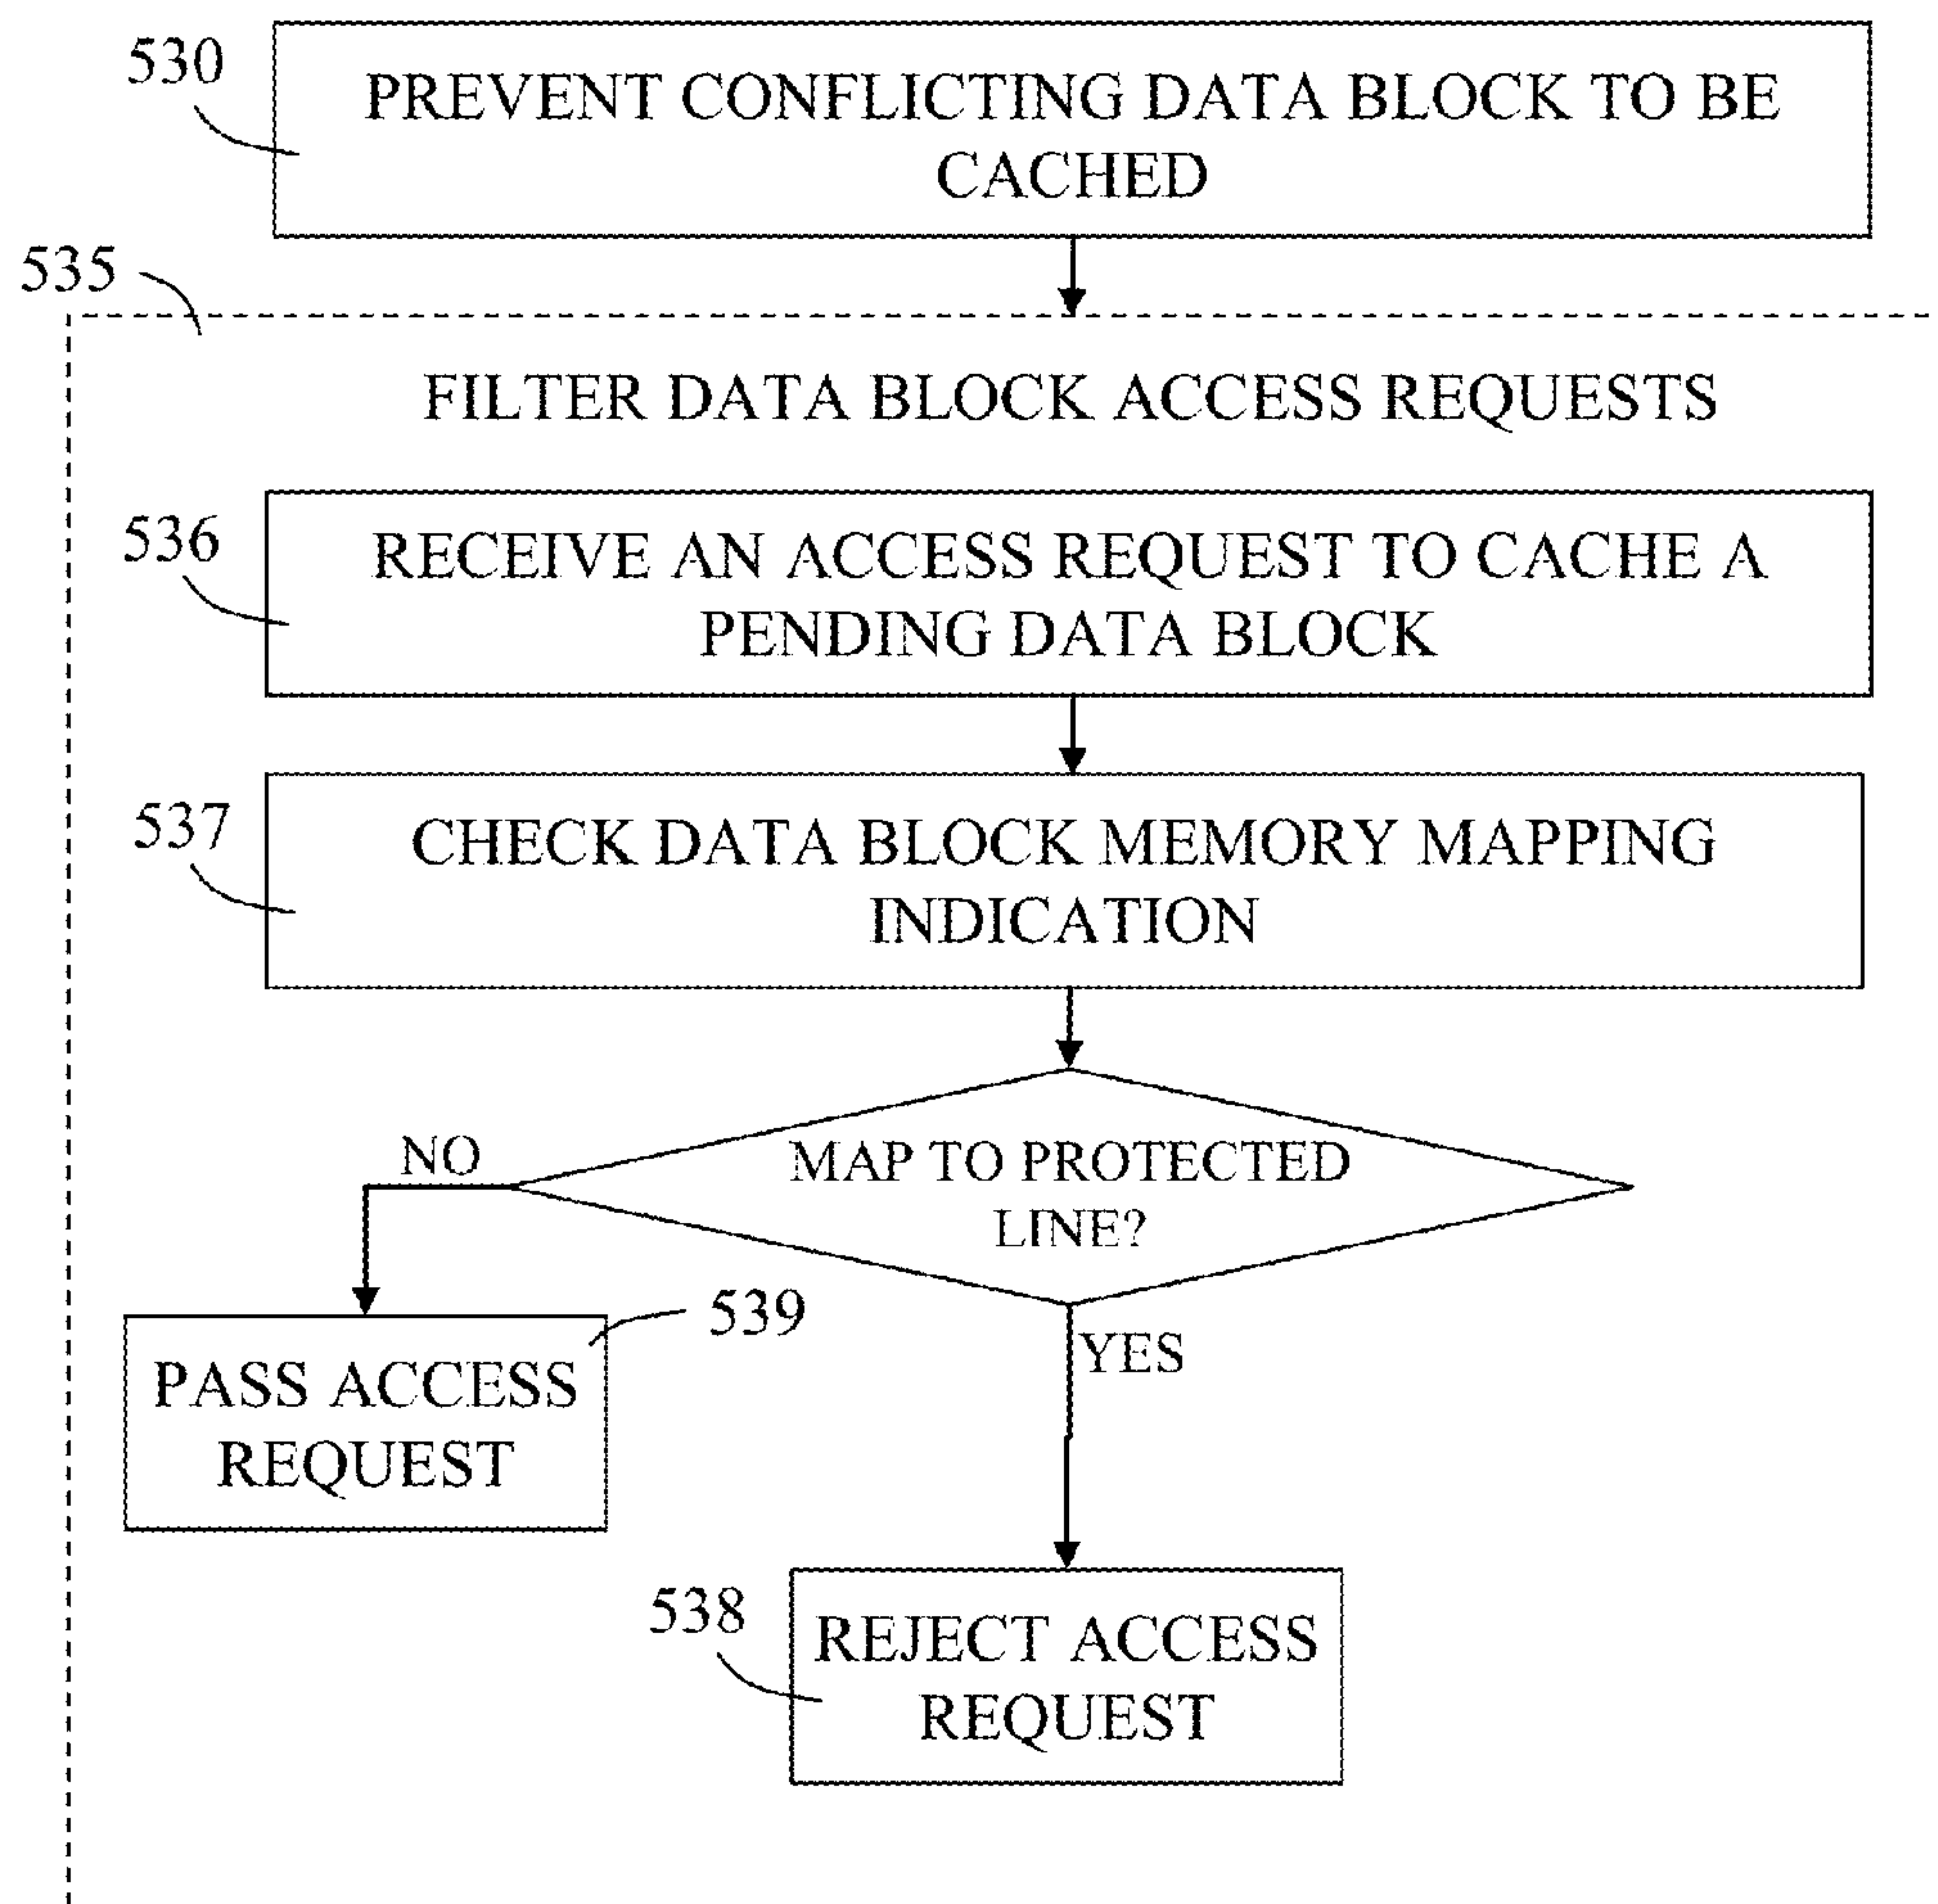 530
PREVENT CONFLICTING DATA BLOCK TO BE
CACHED
535
FILTER DATA BLOCK ACCESS REQUESTS
536
RECEIVE AN ACCESS REQUEST TO CACHE A
PENDING DATA BLOCK
537
CHECK DATA BLOCK MEMORY MAPPING
INDICATION
NO
MAP TO PROTECTED
LINE?
539
YES
PASS ACCESS
REQUEST
538
REJECT ACCESS
REQUEST